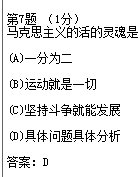 第7题 （1分）
马克思主义的活的灵魂是
(A)一分为二
(B)运动就是一切
(C)坚持斗争就能发展
(D)具体问题具体分析
答案：D